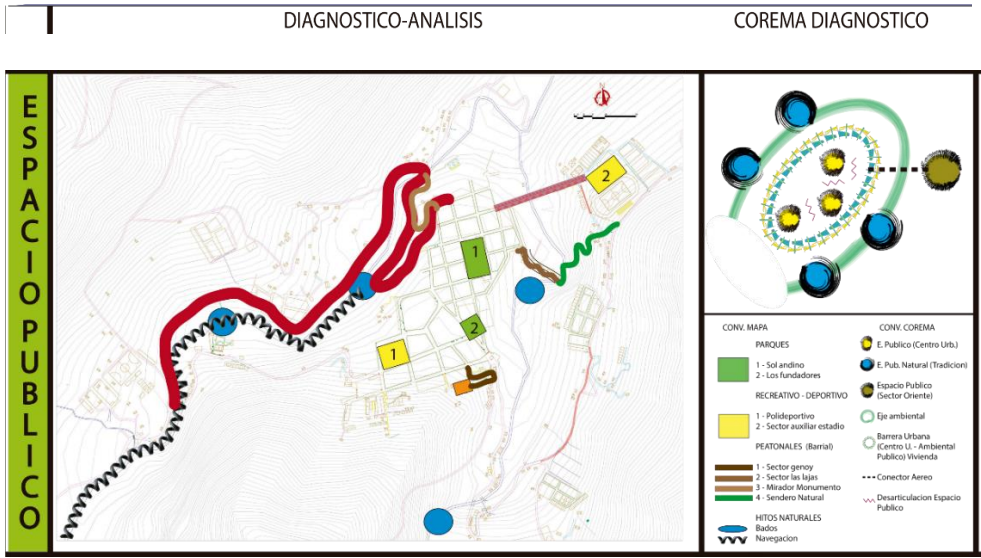 DIAGNOSTICO-ANALISIS
COREMA DIAGNOSTICO
ESPACIO PUBLICO
1
2
1
2
CONV. MAPA
PARQUES
1 - Sol andino
2 - Los fundadores
RECREATIVO - DEPORTIVO
1 - Polideportivo
2 - Sector auxiliar estadio
PEATONALES (Barrial)
1 - Sector genoy
2 - Sector las lajas
3 - Mirador Monumento
4 - Sendero Natural
HITOS NATURALES
Bados
Navegacion
CONV. COREMA
E. Publico (Centro Urb.)
E. Pub. Natural (Tradicion)
Espacio Publico
(Sector Oriente)
Eje ambiental
Barrera Urbana
(Centro U. - Ambiental
Publico) Vivienda
Conector Aereo
Desarticulacion Espacio
Publico